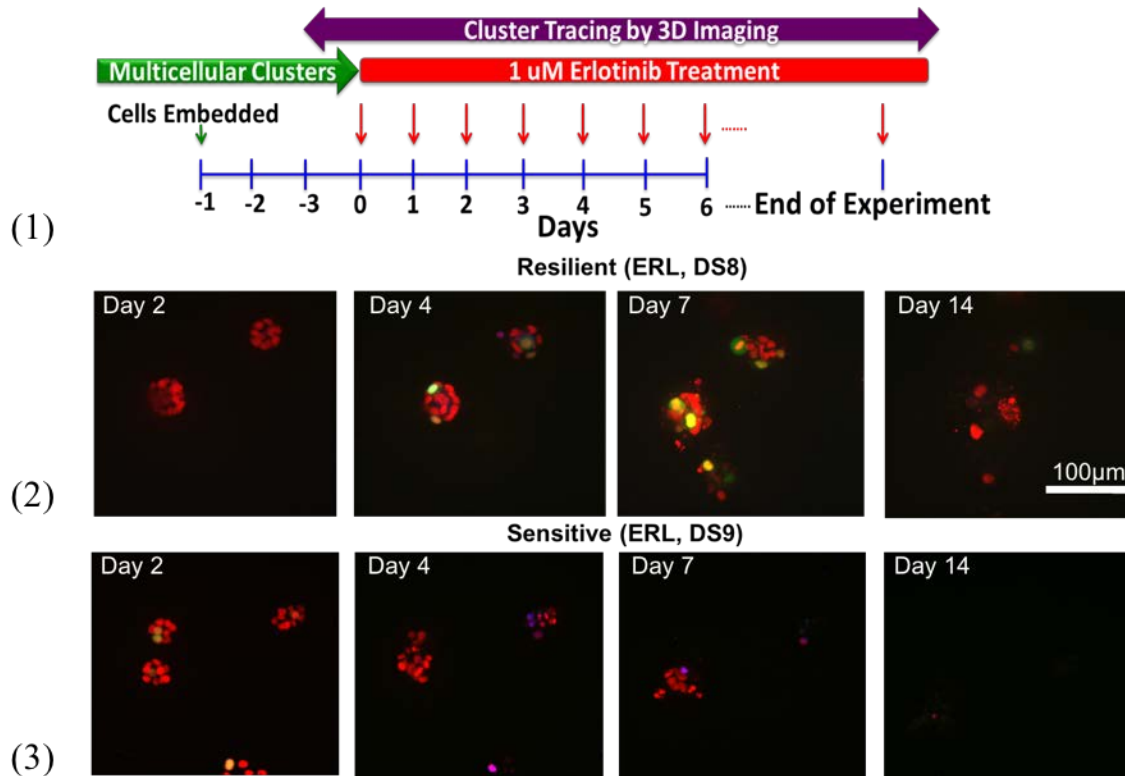 Cluster Tracing by 3D Imaging
Multicellular Clusters
1 uM Erlotinib Treatment
Cells Embedded
........
-1 -2 -3 0 1 2 3 4 5 6 ....... End of Experiment
Days
(1)
Resilient (ERL, DS8)
Day 2
Day 4
Day 7
Day 14
100µm
(2)
Sensitive (ERL, DS9)
Day 2
Day 4
Day 7
Day 14
(3)